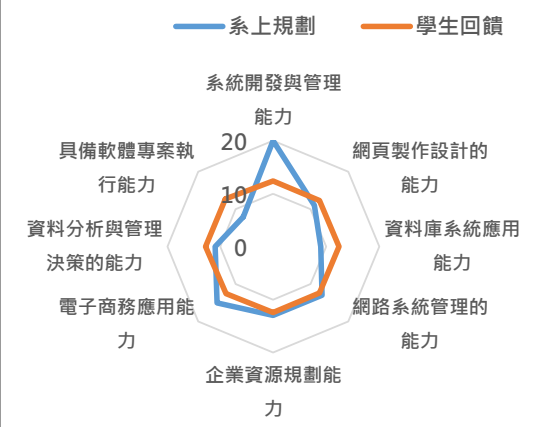 系上規劃
學生回饋
系統開發與管理
能力
具備軟體專案執
行能力
20
網頁製作設計的
能力
10
資料分析與管理
決策的能力
0
資料庫系統應用
能力
電子商務應用能
力
網路系統管理的
能力
企業資源規劃能
力